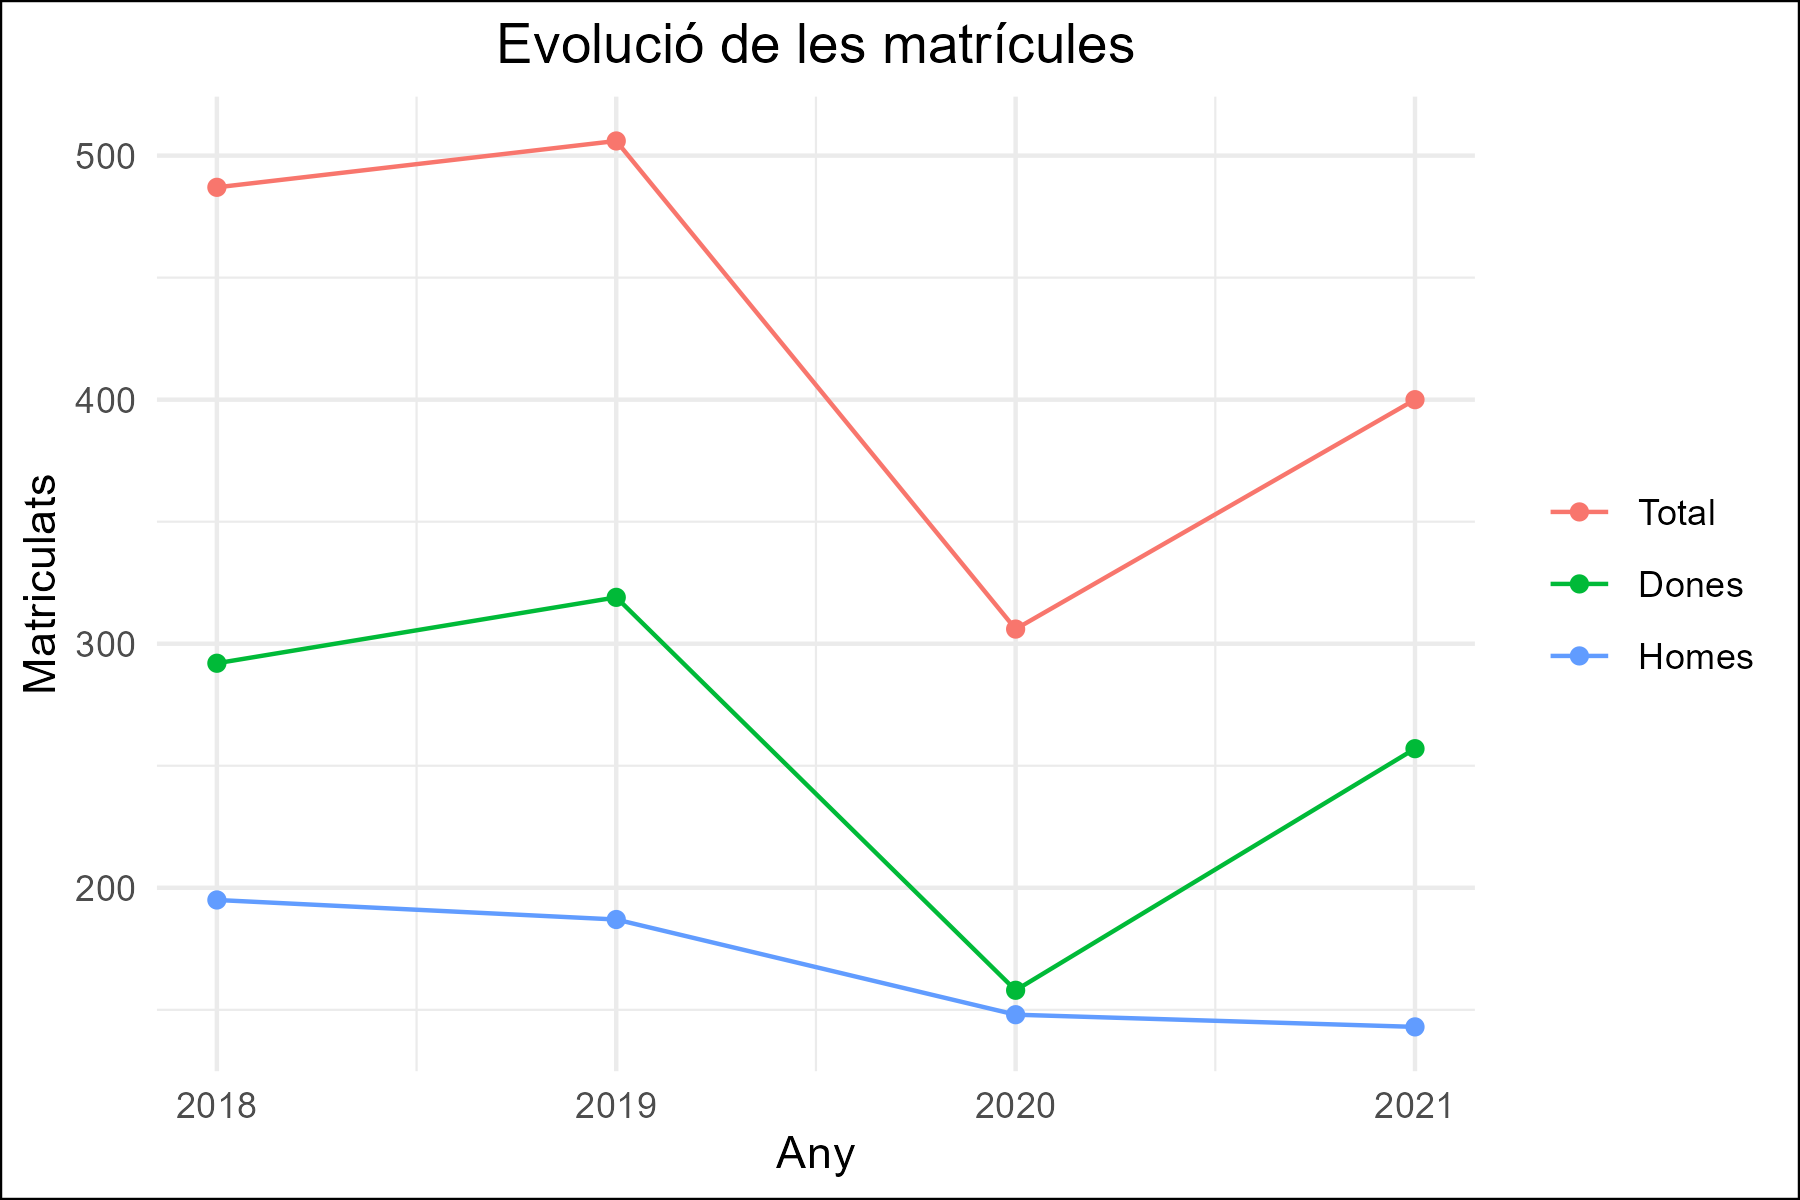 Evolució de les matrícules
500
400
300
200
Matriculats
2018 2019 2020 2021
Any
Total
Dones
Homes